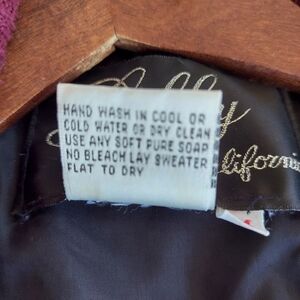 HAND WASH IN COOL OR
COLD WATER OR DRY CLEAN
USE ANY SOFT PURE SOAP
NO BLEACH LAY SWEATER
FLAT TO DRY